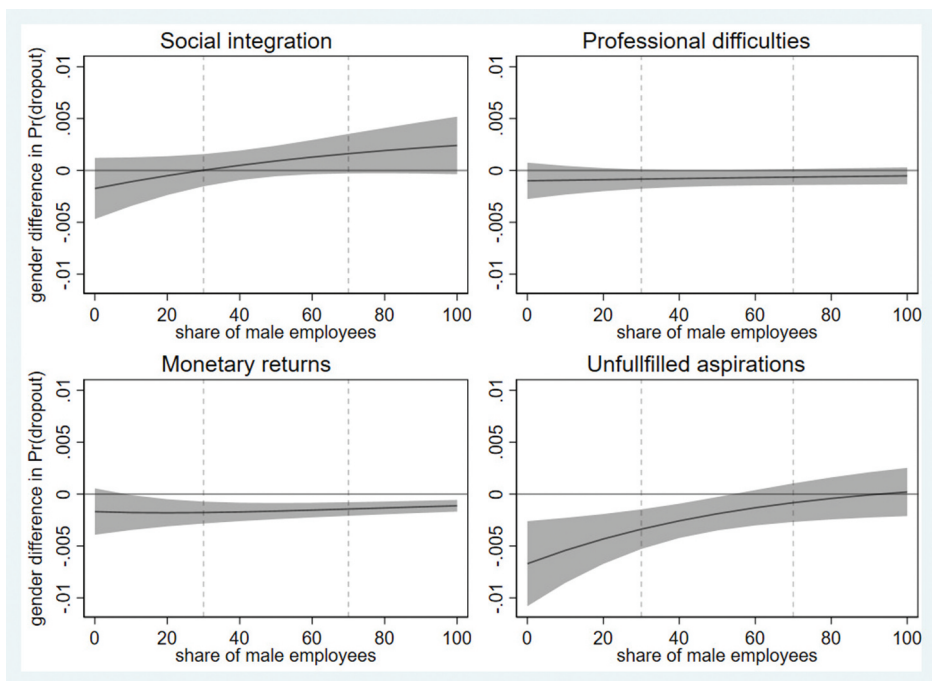 Social integration
gender difference in Pr(dropout)
.01
.005
0
-.005
-.01
0 20 40 60 80 100
share of male employees
Professional difficulties
.01
.005
0
-.005
-.01
0 20 40 60 80 100
share of male employees
Monetary returns
gender difference in Pr(dropout)
.01
.005
0
-.005
-.01
0 20 40 60 80 100
share of male employees
Unfullfilled aspirations
.01
.005
0
-.005
-.01
0 20 40 60 80 100
share of male employees